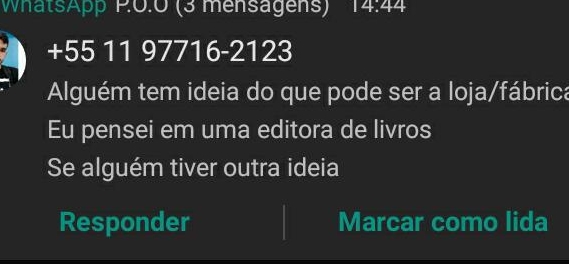 WhatsApp P.O.O (3 mensagens) 14:44
+55 11 97716-2123
Alguém tem ideia do que pode ser a loja/fábrica
Eu pensei em uma editora de livros
Se alguém tiver outra ideia
Responder
Marcar como lida